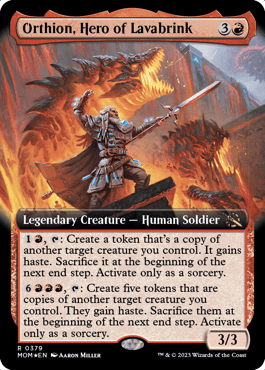 Orthion, Hero of Lavabrink 3
Legendary Creature — Human Soldier
1 , : Create a token that's a copy of
another target creature you control. It gains
haste. Sacrifice it at the beginning of the
next end step. Activate only as a sorcery.
6 , : Create five tokens that are
copies of another target creature you
control. They gain haste. Sacrifice them at
the beginning of the next end step. Activate
only as a sorcery.
3/3
R 0379
MOM•EN Aaron Miller
™ & © 2023 Wizards of the Coast